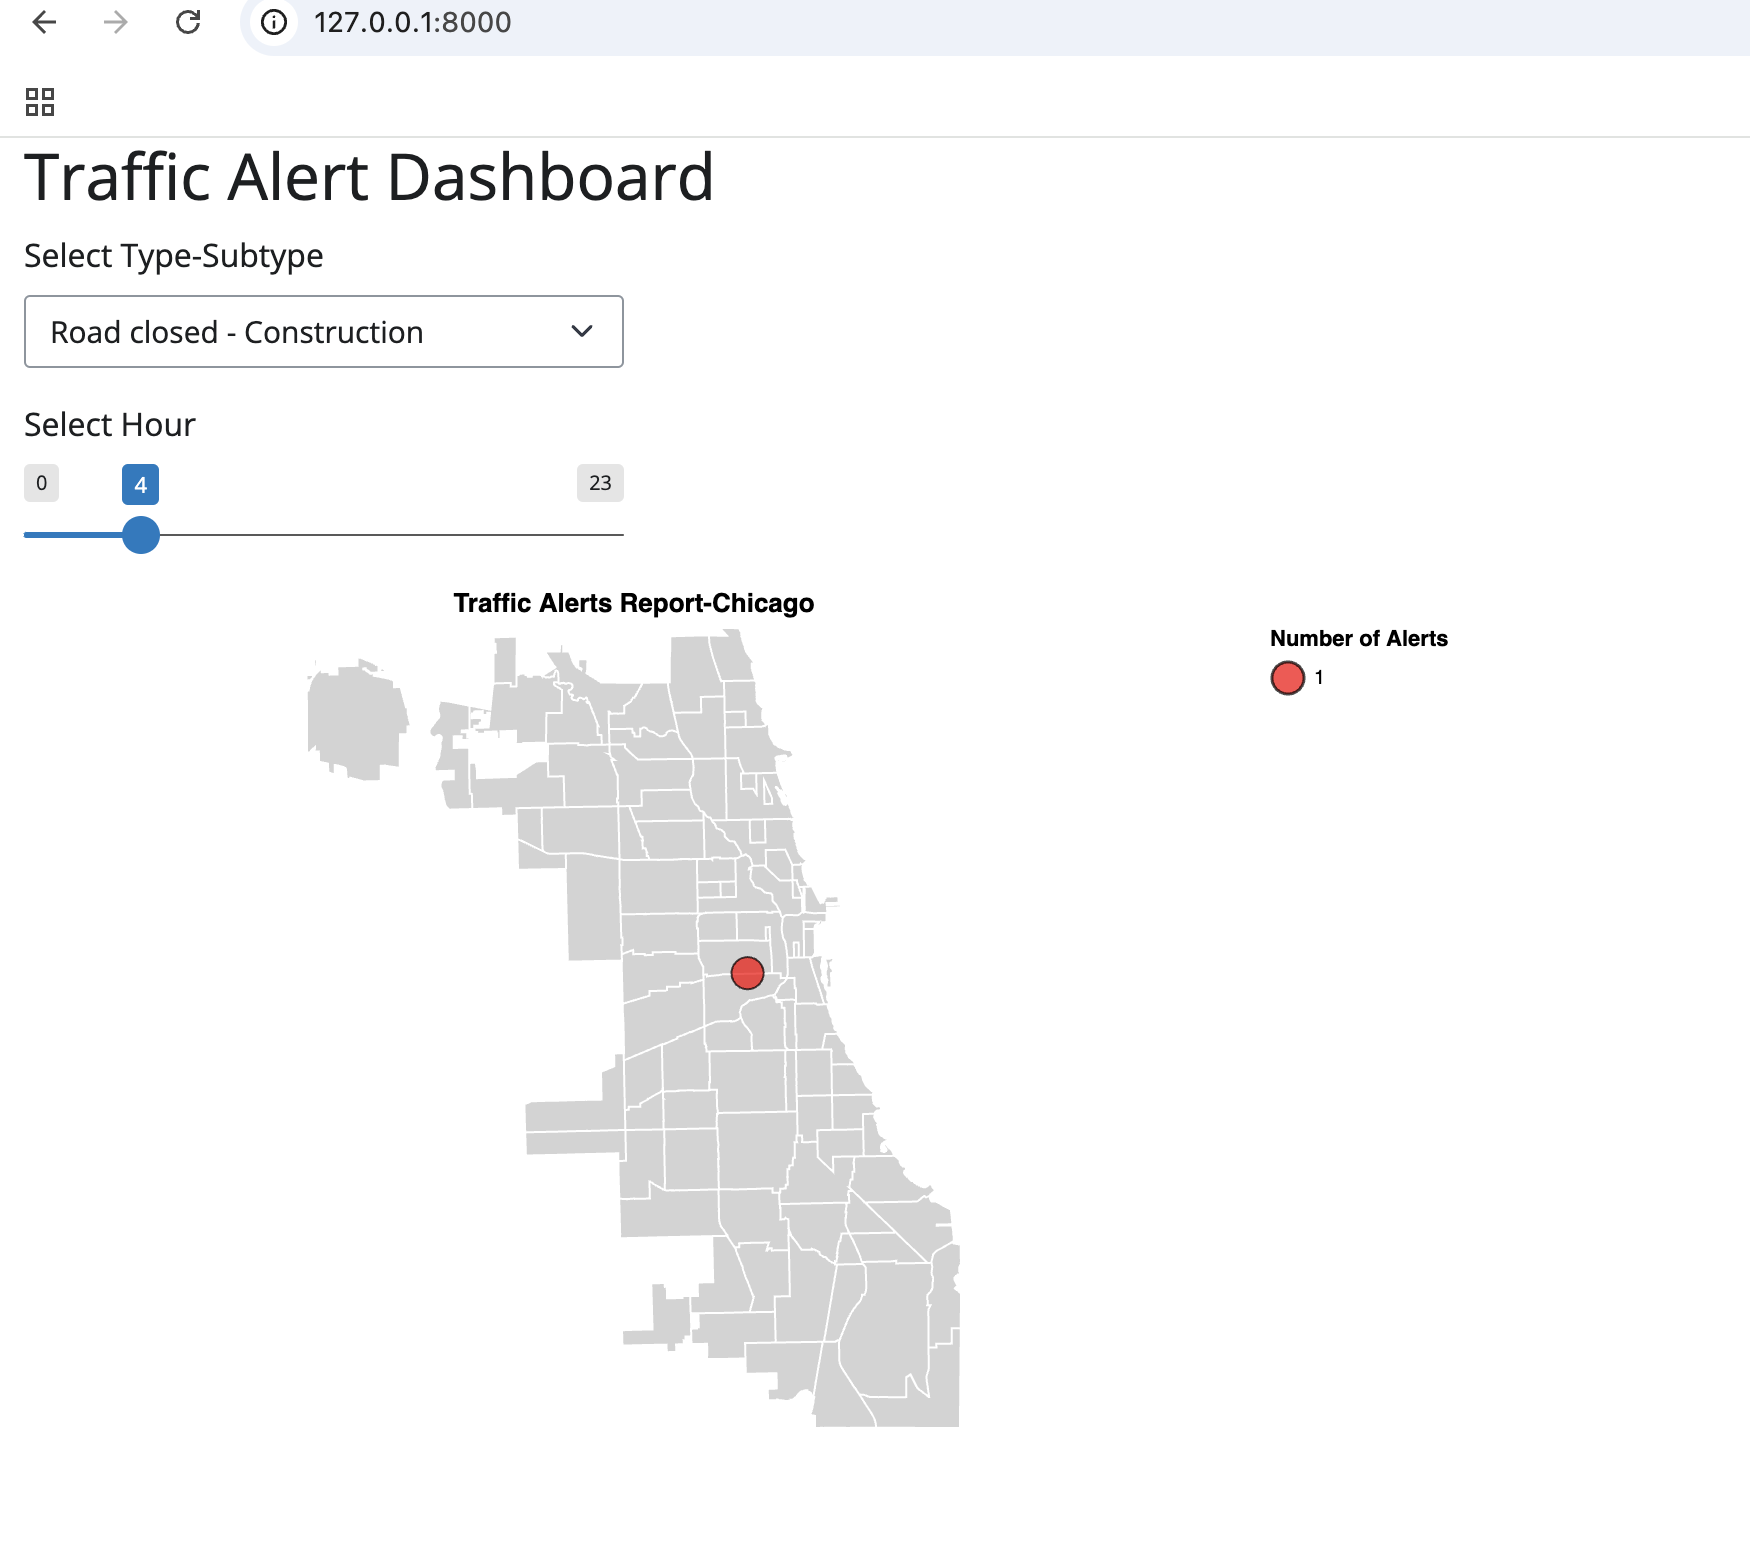 127.0.0.1:8000
Traffic Alert Dashboard
Select Type-Subtype
Road closed - Construction
Select Hour
0 4 23
Traffic Alerts Report-Chicago
Number of Alerts
1